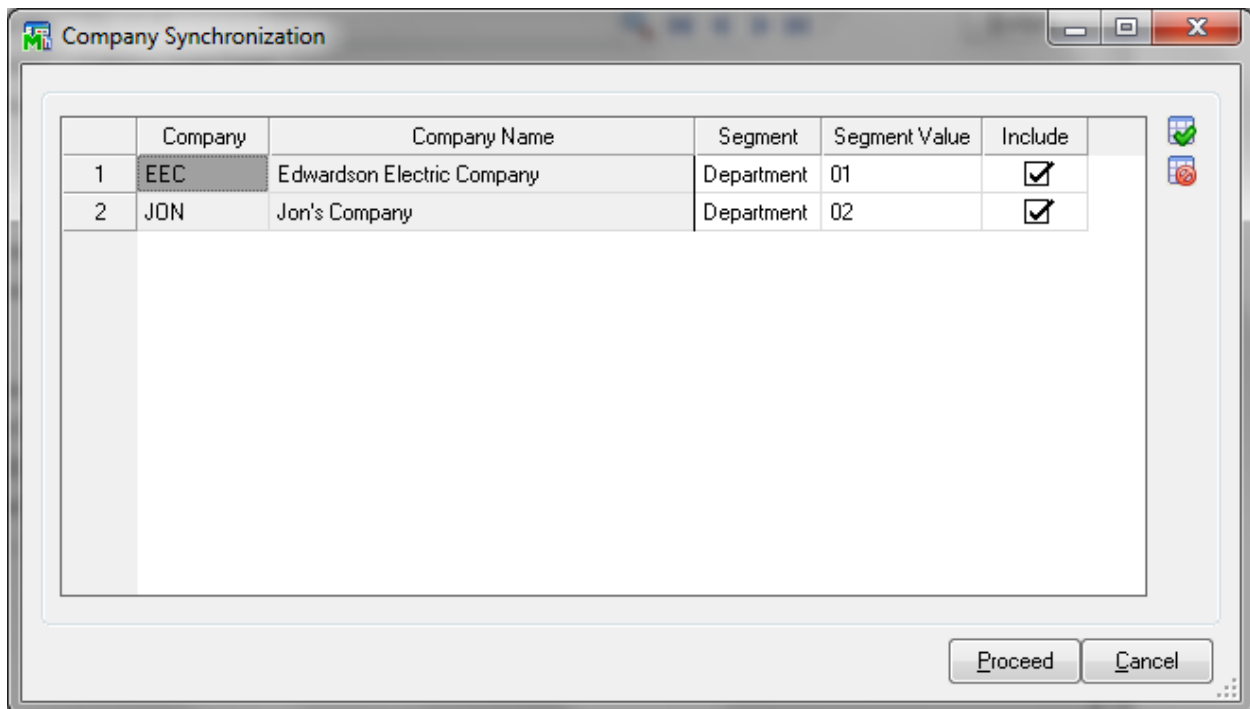 Company Synchronization
Company Company Name Segment Segment Value Include
1 EEC Edwardson Electric Company Department 01
2 JON Jon's Company Department 02
Proceed Cancel